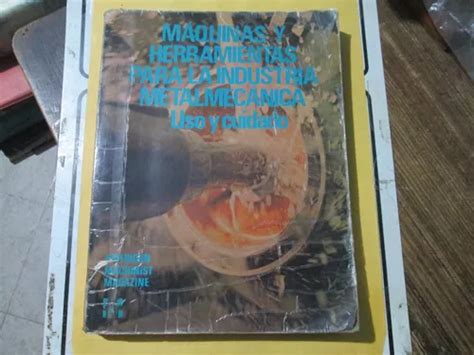 MAQUINAS Y
HERRAMIENTAS
PARA LA INDUSTRIA
METALMECANICA
Uso y cuidado
AMERICAN
MACHINIST
MAGAZINE